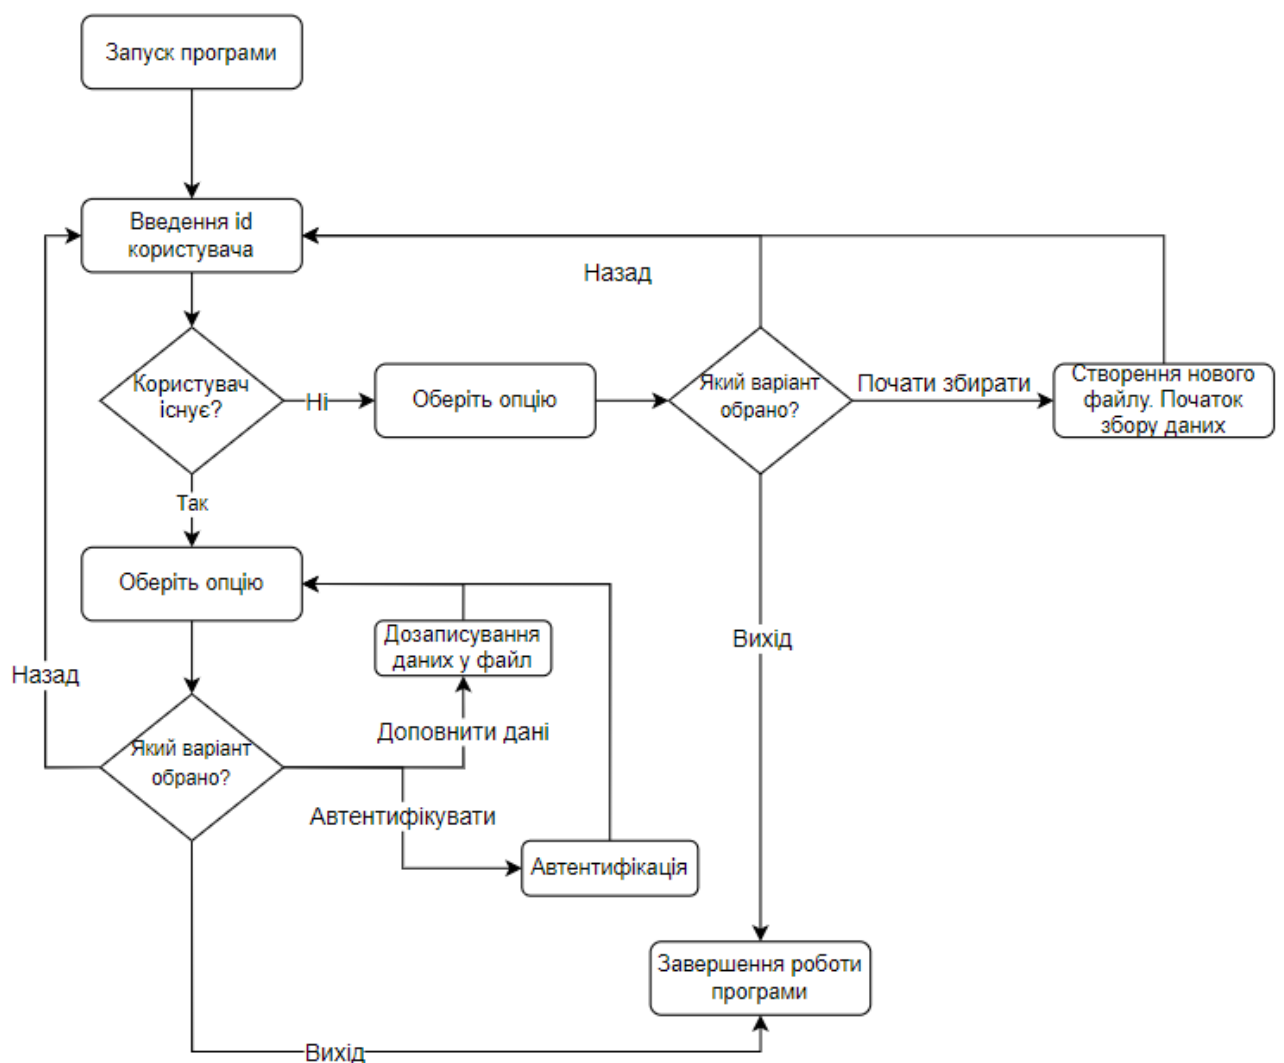 Запуск програми
Введення id
користувача
Назад
Користувач
існує?
Ні
Оберіть опцію
Який варіант
обрано?
Почати збирати
Створення нового
файлу. Початок
збору даних
Так
Оберіть опцію
Дозаписування
даних у файл
Вихід
Назад
Доповнити дані
Який варіант
обрано?
Автентифікувати
Автентифікація
Завершення роботи
програми
Вихід